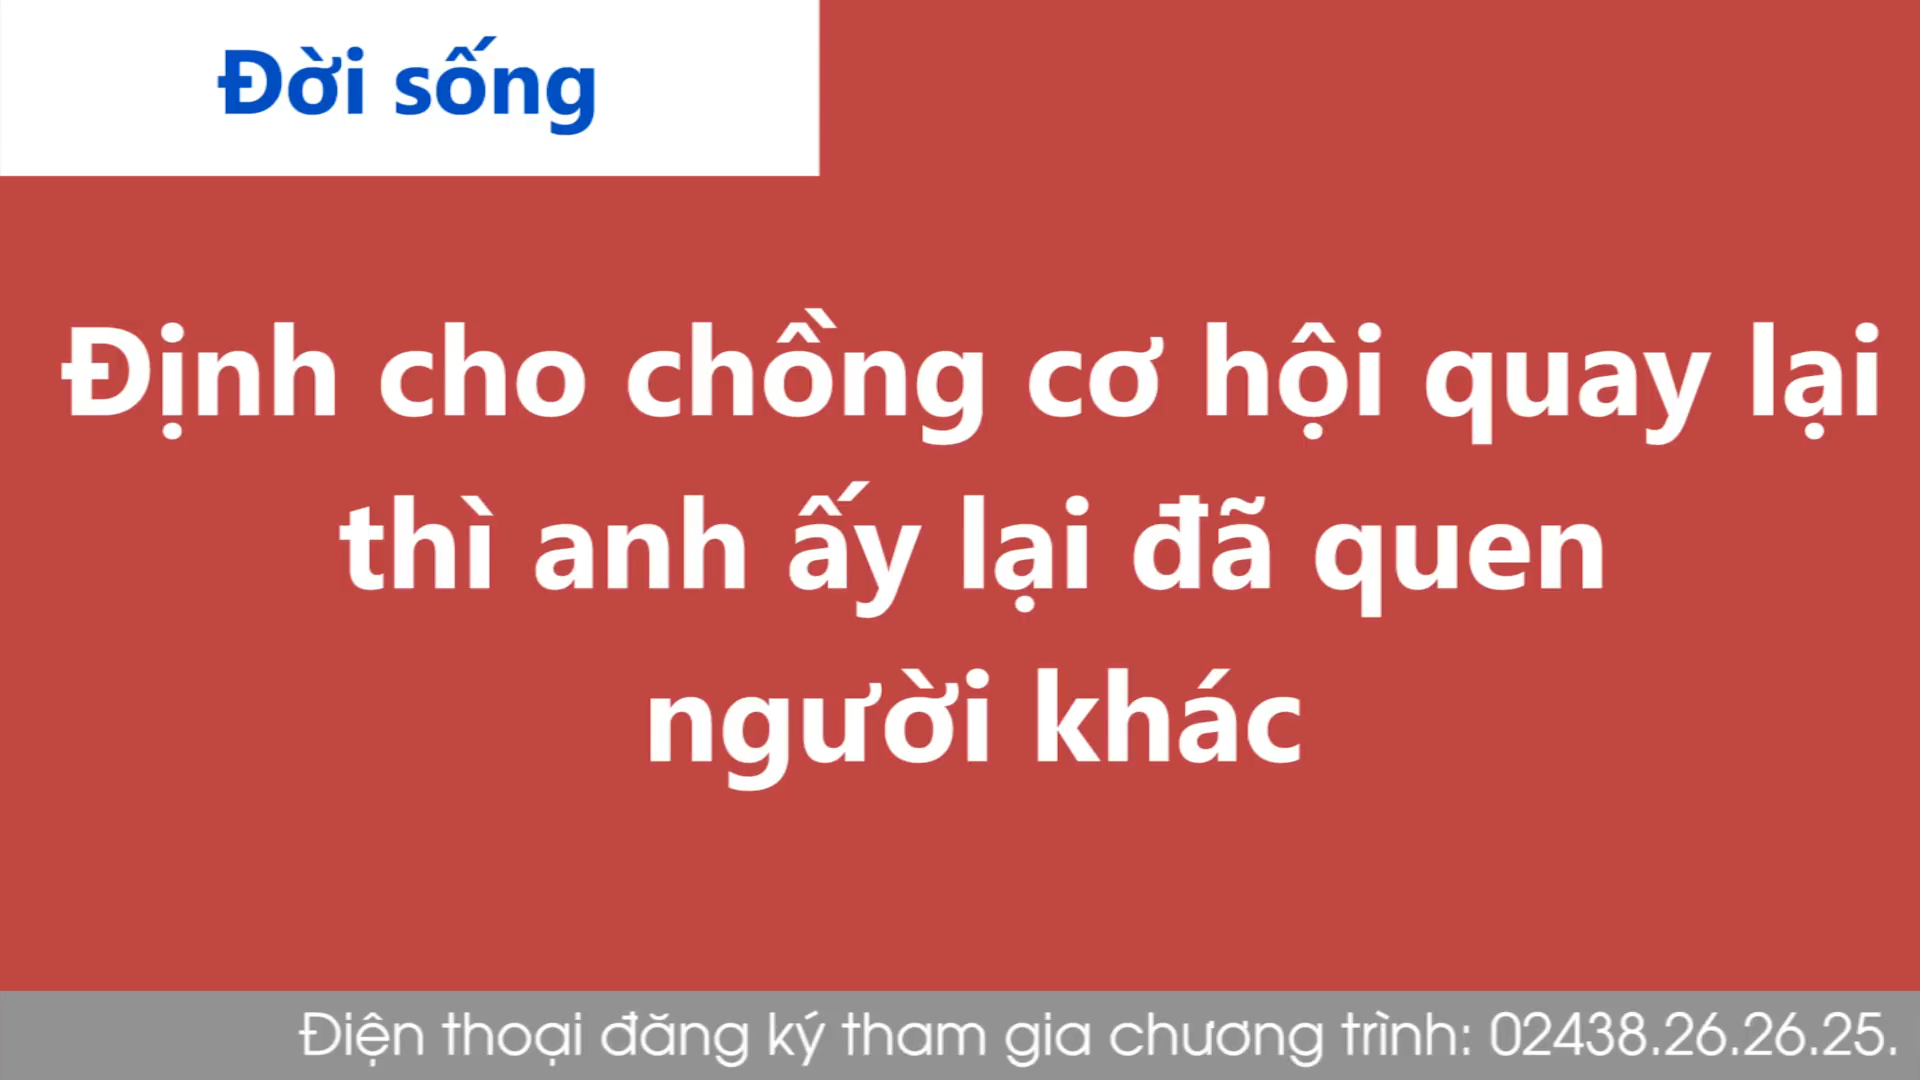 Đời sống
Định cho chồng cơ hội quay lại
thì anh ấy lại đã quen
người khác
Điện thoại đăng ký tham gia chương trình: 02438.26.26.25.